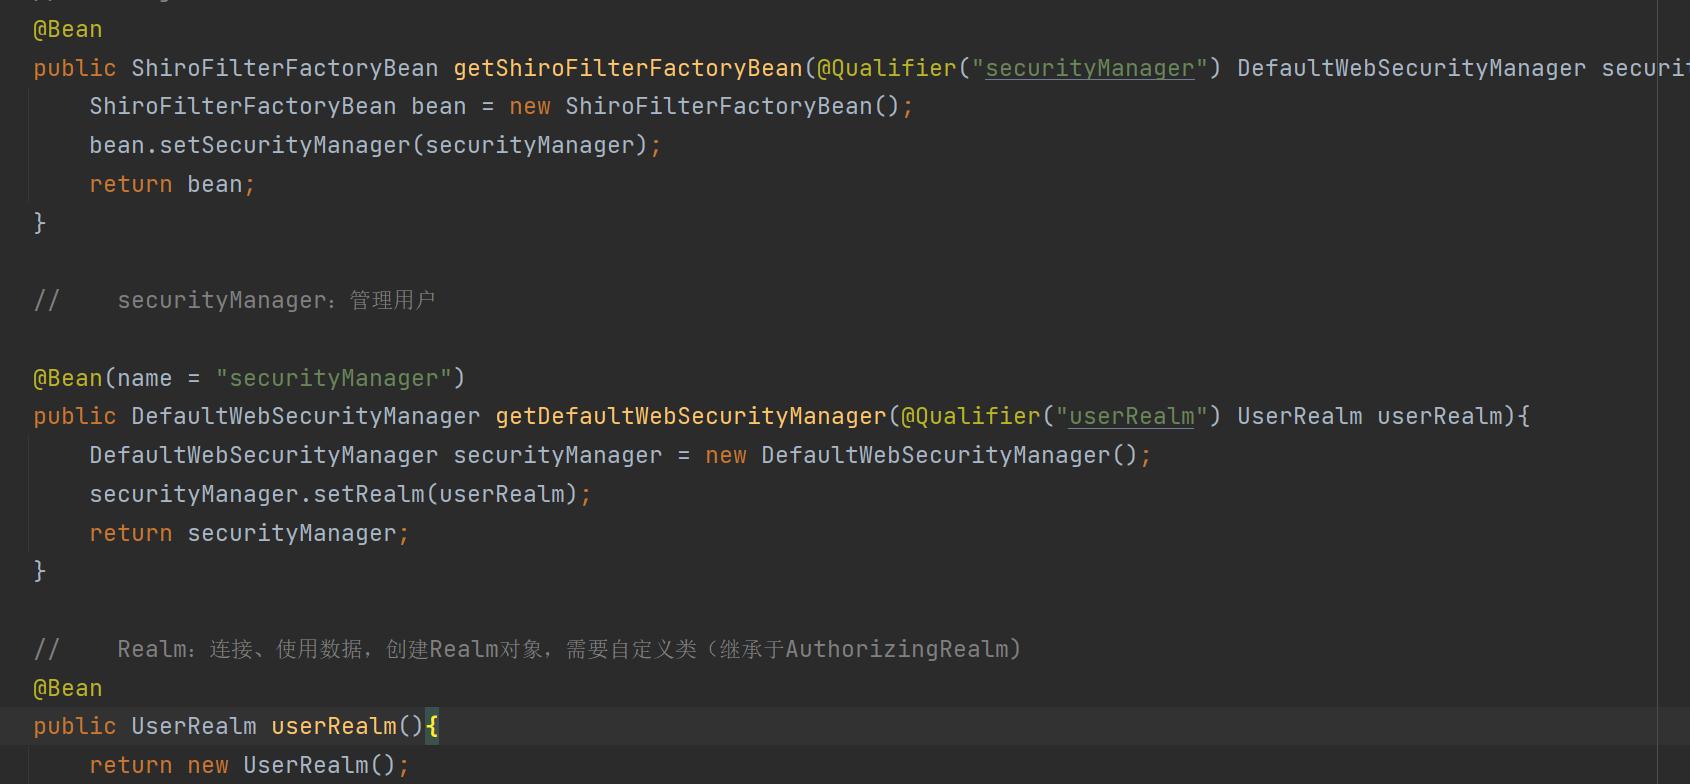 @Bean
public ShiroFilterFactoryBean getShiroFilterFactoryBean(@Qualifier("securityManager") DefaultWebSecurityManager securit
ShiroFilterFactoryBean bean = new ShiroFilterFactoryBean();
bean.setSecurityManager(securityManager);
return bean;
}
// securityManager：管理用户
@Bean(name = "securityManager")
public DefaultWebSecurityManager getDefaultWebSecurityManager(@Qualifier("userRealm") UserRealm userRealm){
DefaultWebSecurityManager securityManager = new DefaultWebSecurityManager();
securityManager.setRealm(userRealm);
return securityManager;
}
// Realm：连接、使用数据，创建Realm对象，需要自定义类（继承于AuthorizingRealm）
@Bean
public UserRealm userRealm(){
return new UserRealm();